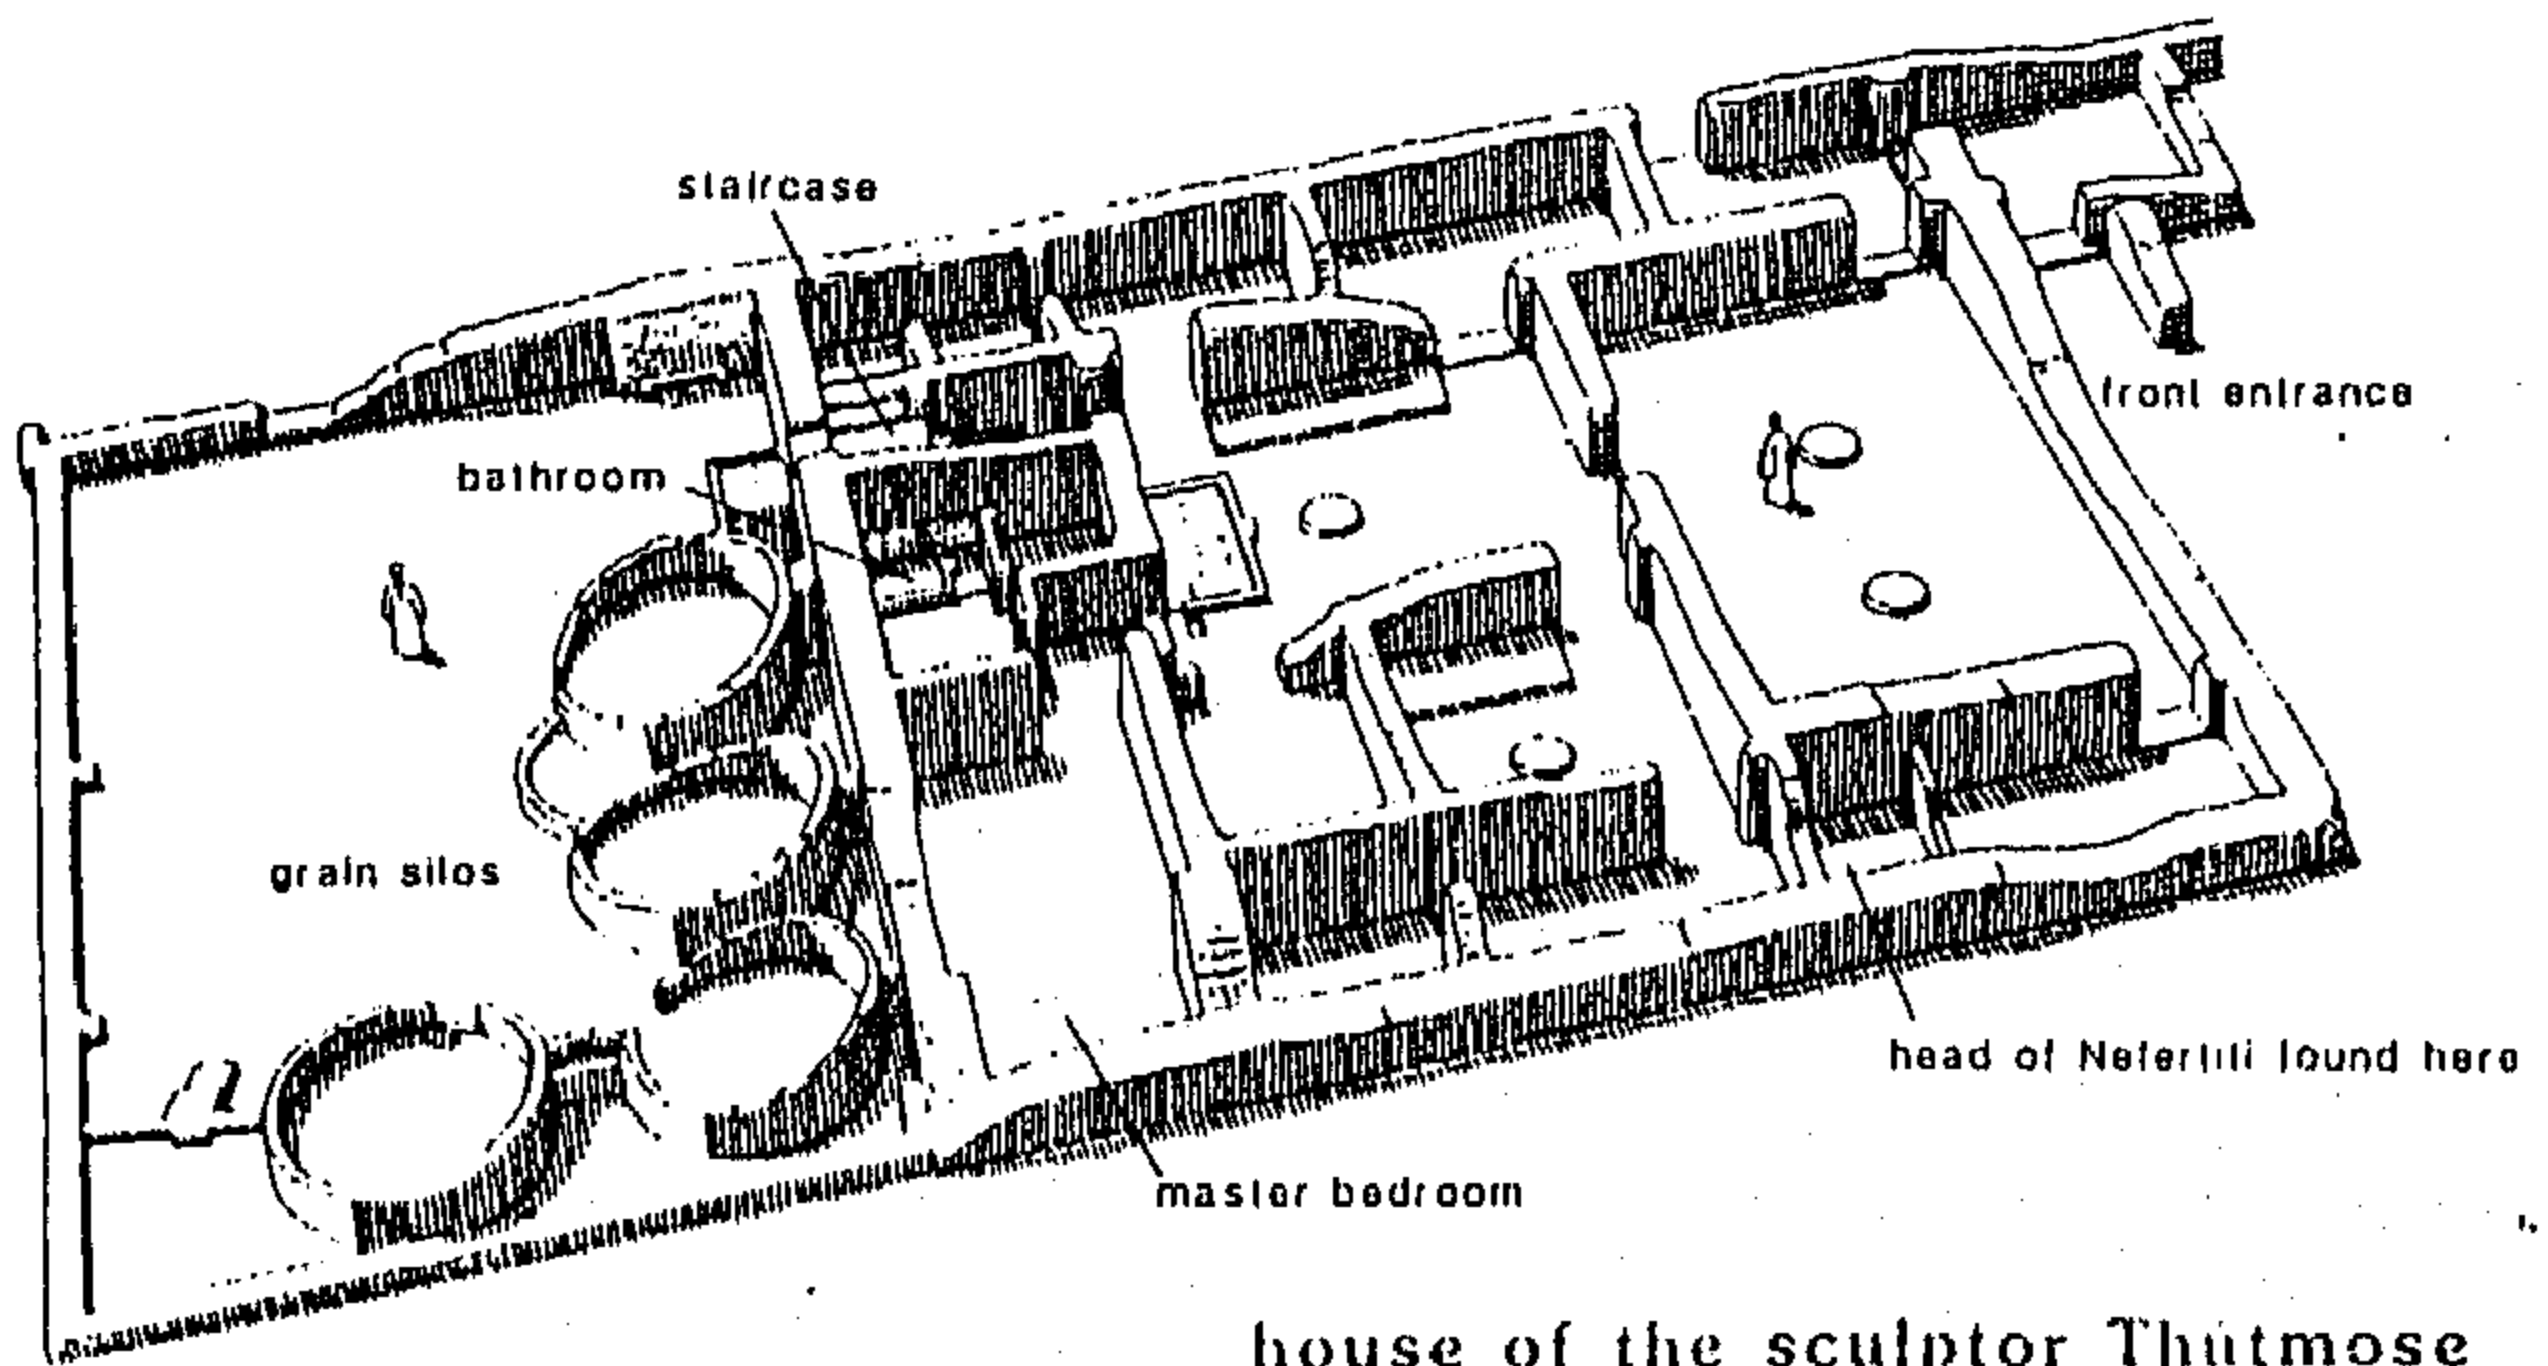 staircase
bathroom
front entrance
grain silos
head of Nefertiti found here
master bedroom
house of the sculptor Thutmose